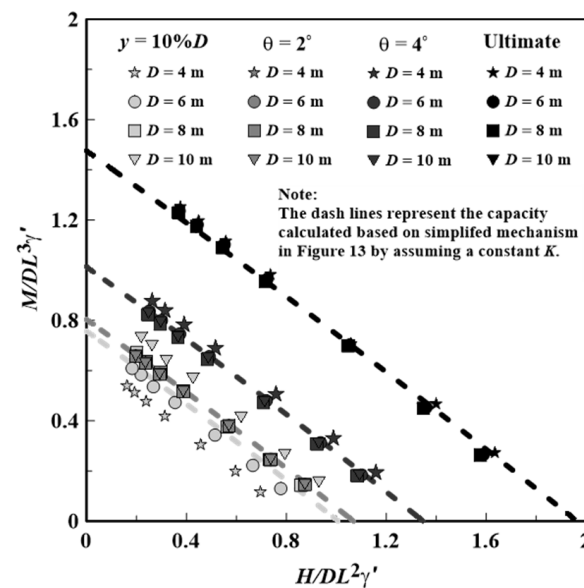 y = 10%D θ = 2° θ = 4° Ultimate
D = 4 m D = 4 m D = 4 m D = 4 m
D = 6 m D = 6 m D = 6 m D = 6 m
D = 8 m D = 8 m D = 8 m D = 8 m
D = 10 m D = 10 m D = 10 m D = 10 m
Note:
The dash lines represent the capacity
calculated based on simplifed mechanism
in Figure 13 by assuming a constant K.
M/DL³γ'
2
1.6
1.2
0.8
0.4
0
0 0.4 0.8 1.2 1.6 2
H/DL²γ'